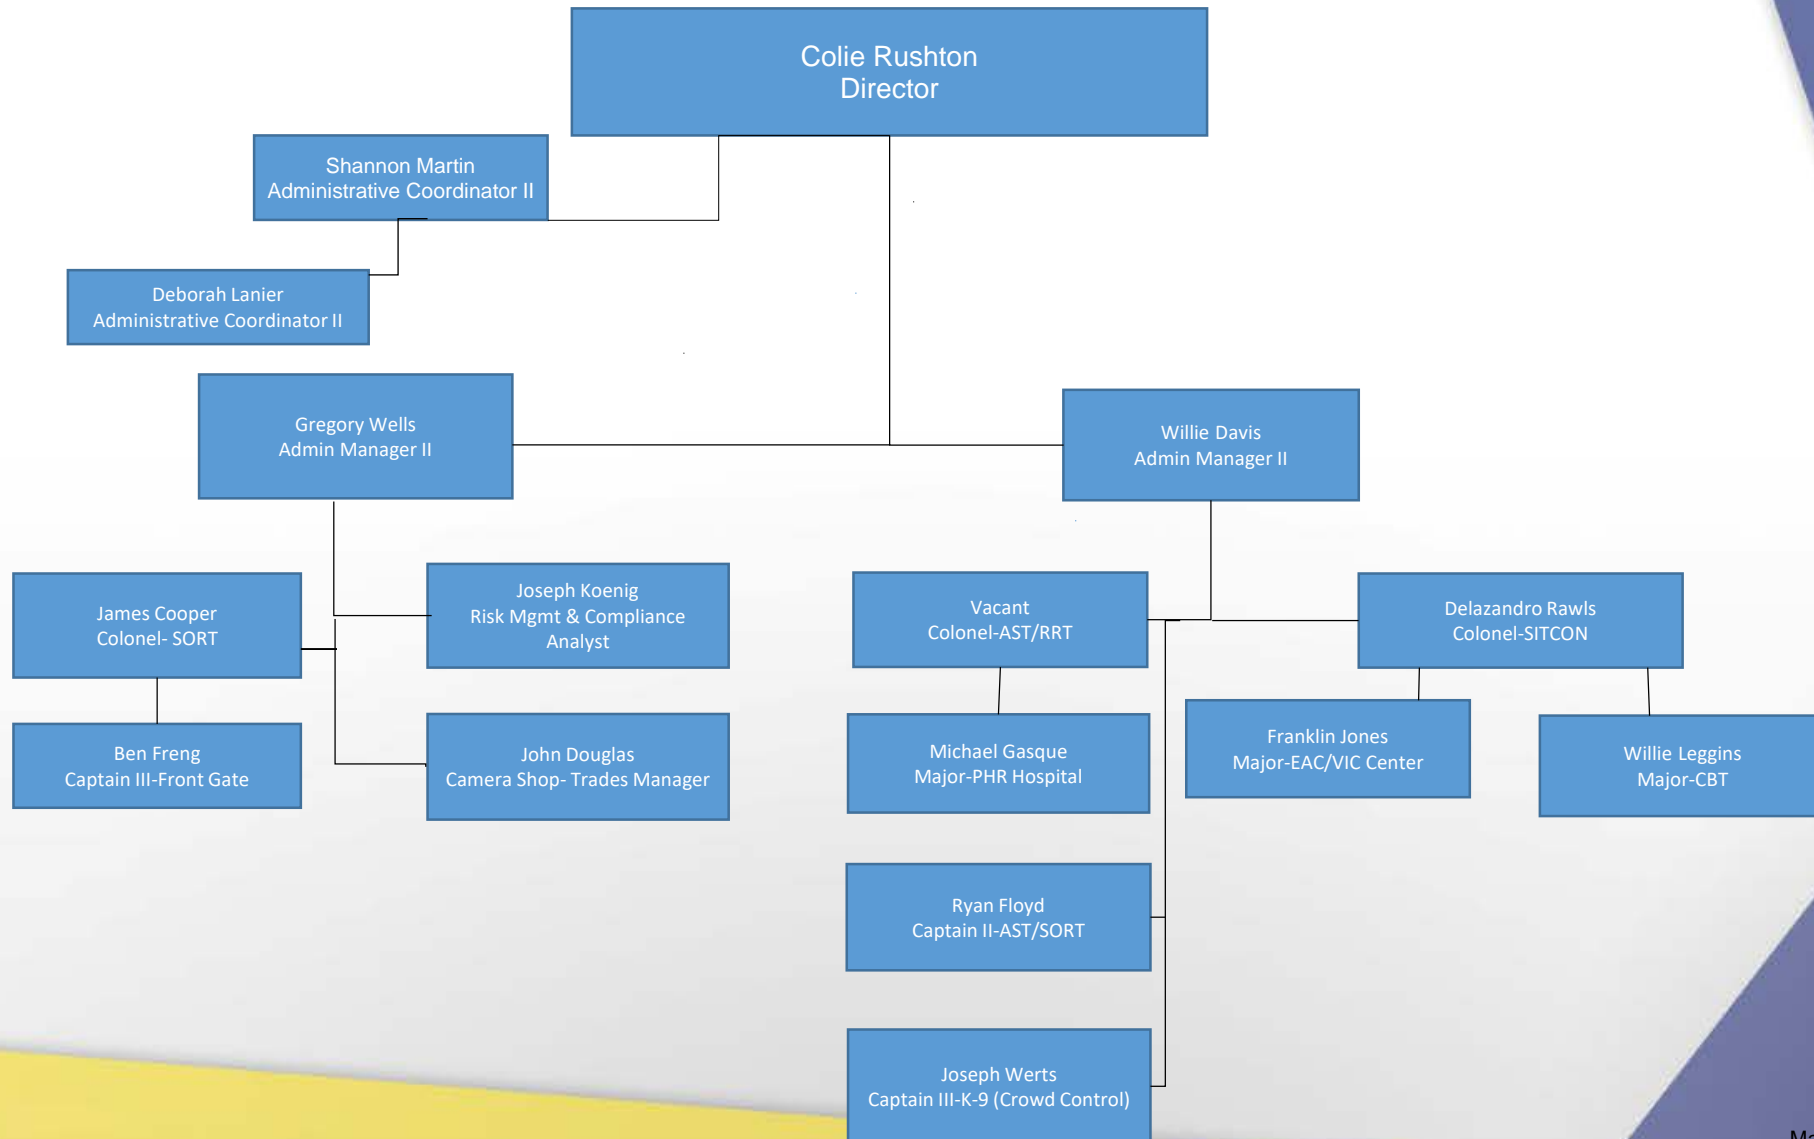 Colie Rushton
Director
Shannon Martin
Administrative Coordinator II
Deborah Lanier
Administrative Coordinator II
Gregory Wells
Admin Manager II
Willie Davis
Admin Manager II
James Cooper
Colonel- SORT
Joseph Koenig
Risk Mgmt & Compliance
Analyst
Vacant
Colonel-AST/RRT
Delazandro Rawls
Colonel-SITCON
Ben Freng
Captain III-Front Gate
John Douglas
Camera Shop- Trades Manager
Michael Gasque
Major-PHR Hospital
Franklin Jones
Major-EAC/VIC Center
Willie Leggins
Major-CBT
Ryan Floyd
Captain II-AST/SORT
Joseph Werts
Captain III-K-9 (Crowd Control)